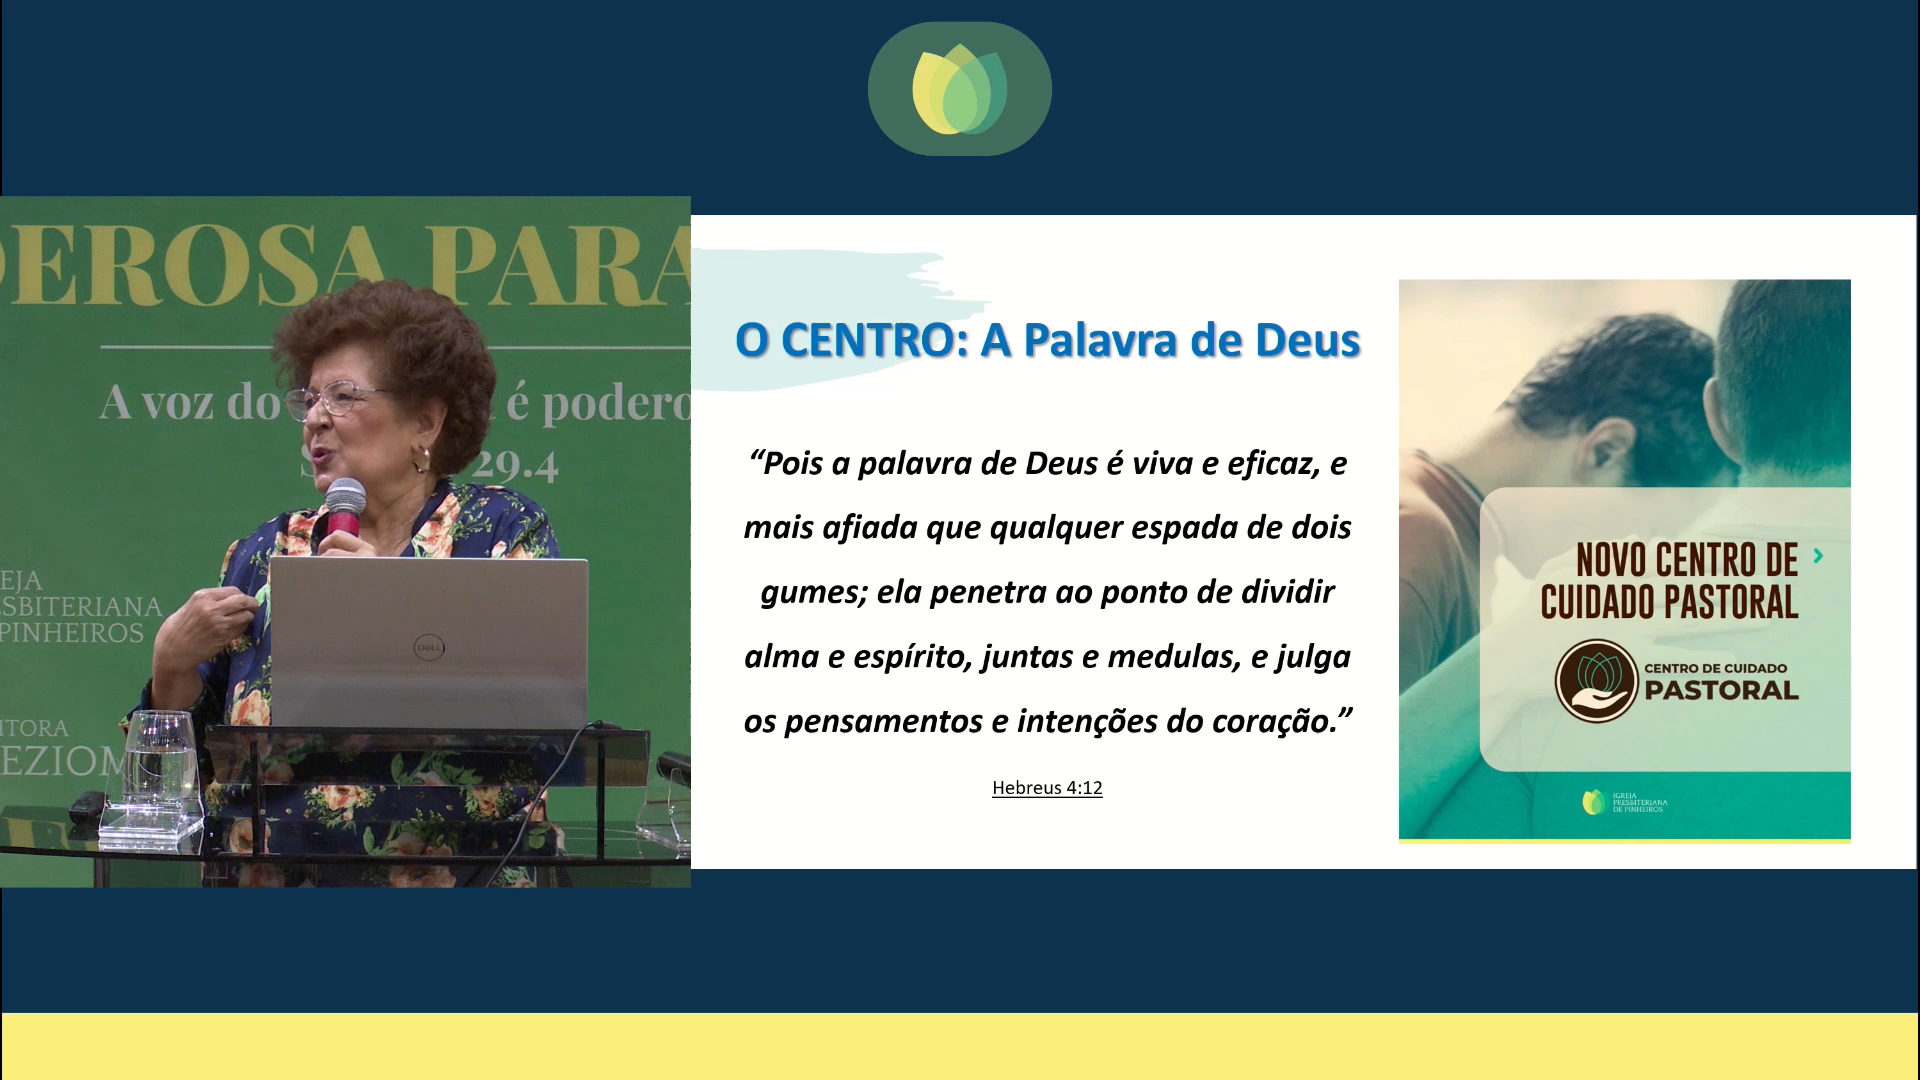 DEROSA PARA
A voz do é podero
29.4
EJA
SBITERIANA
PINHEIROS
ITORA
EZIOM
DELL
O CENTRO: A Palavra de Deus
“Pois a palavra de Deus é viva e eficaz, e
mais afiada que qualquer espada de dois
gumes; ela penetra ao ponto de dividir
alma e espírito, juntas e medulas, e julga
os pensamentos e intenções do coração.”
Hebreus 4:12
NOVO CENTRO DE
CUIDADO PASTORAL
CENTRO DE CUIDADO
PASTORAL
IGREJA
PRESBITERIANA
DE PINHEIROS